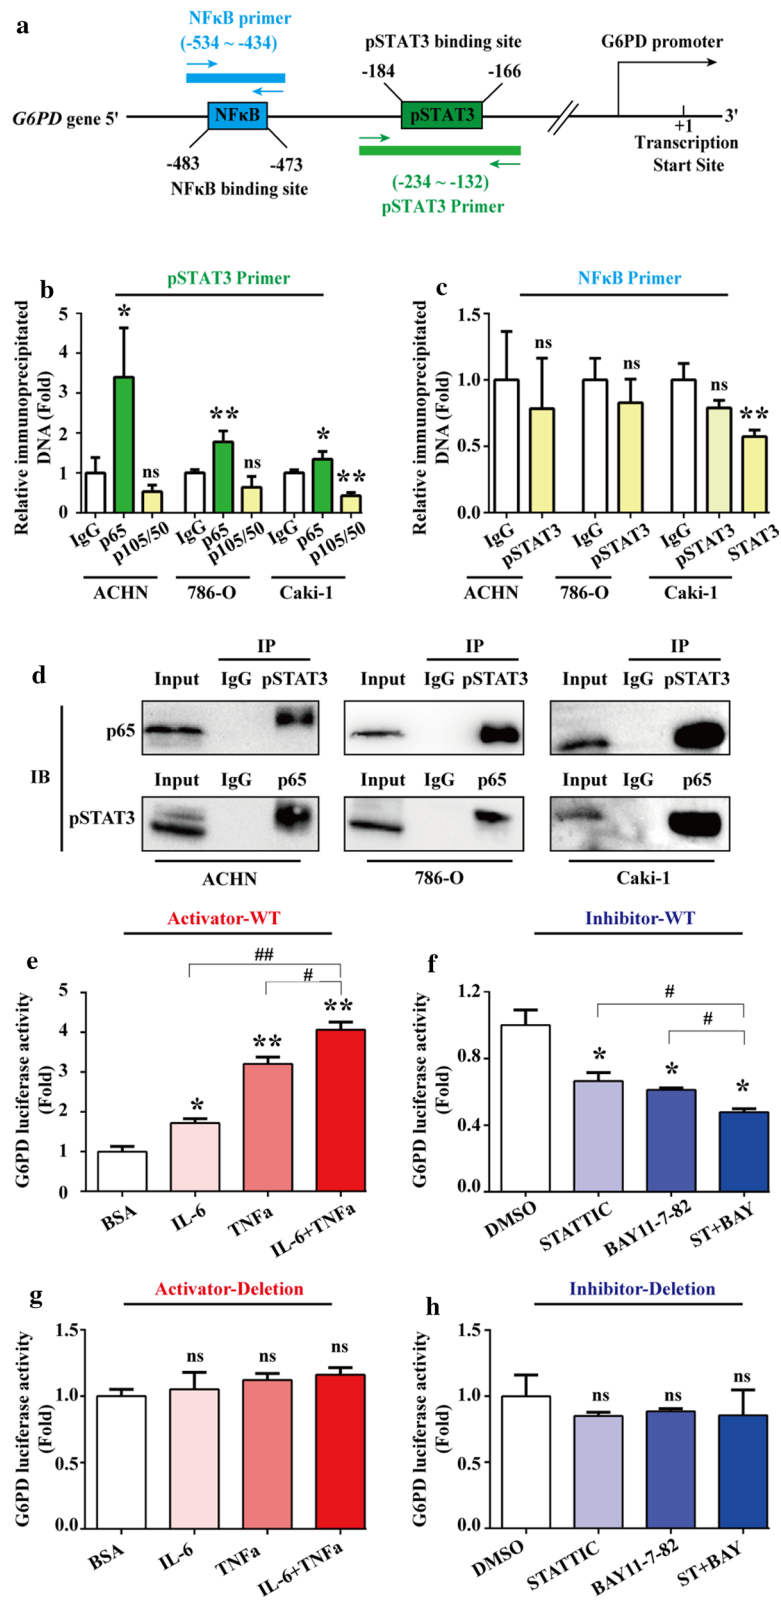 a
NFκB primer
(-534 ~ -434)
pSTAT3 binding site
G6PD promoter
-184
-166
G6PD gene 5'
NFκB
pSTAT3
3'
+1
Transcription
Start Site
-483
-473
NFκB binding site
(-234 ~ -132)
pSTAT3 Primer
b
pSTAT3 Primer
Relative immunoprecipitated
DNA (Fold)
5
4
3
2
1
0
*
ns
**
ns
*
**
IgG
p65
p105/50
IgG
p65
p105/50
IgG
p65
p105/50
ACHN
786-O
Caki-1
c
NFκB Primer
Relative immunoprecipitated
DNA (Fold)
1.5
1.0
0.5
0.0
ns
ns
ns
**
IgG
pSTAT3
IgG
pSTAT3
IgG
pSTAT3
STAT3
ACHN
786-O
Caki-1
d
IP
IP
IP
Input IgG pSTAT3
Input IgG pSTAT3
Input IgG pSTAT3
p65
IB
Input IgG p65
Input IgG p65
Input IgG p65
pSTAT3
ACHN
786-O
Caki-1
Activator-WT
e
G6PD luciferase activity
(Fold)
5
4
3
2
1
0
##
#
*
**
**
BSA
IL-6
TNFa
IL-6+TNFa
Inhibitor-WT
f
G6PD luciferase activity
(Fold)
1.2
0.8
0.4
0.0
#
#
*
*
*
DMSO
STATTIC
BAY11-7-82
ST+BAY
g
Activator-Deletion
G6PD luciferase activity
(Fold)
1.5
1.0
0.5
0.0
ns
ns
ns
BSA
IL-6
TNFa
IL-6+TNFa
h
Inhibitor-Deletion
G6PD luciferase activity
(Fold)
1.5
1.0
0.5
0.0
ns
ns
ns
DMSO
STATTIC
BAY11-7-82
ST+BAY